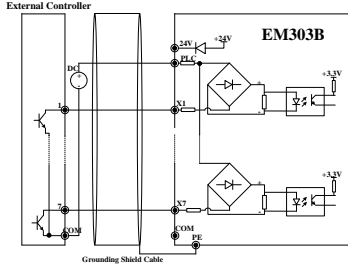 External Controller
EM303B
24V
+24V
DC
PLC
+3.3V
1
X1
+
-
+3.3V
7
X7
+
-
COM
COM
PE
Grounding Shield Cable